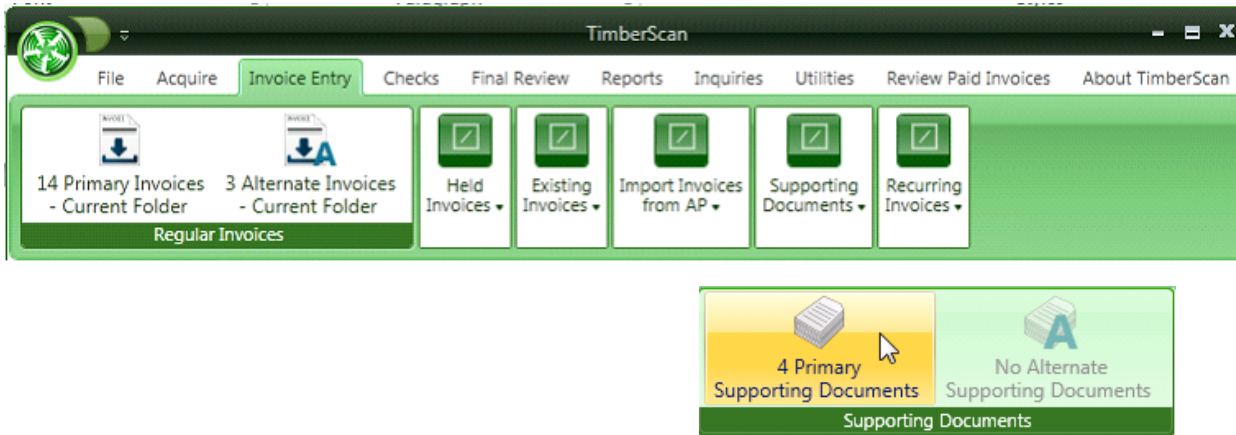 TimberScan
File Acquire Invoice Entry Checks Final Review Reports Inquiries Utilities Review Paid Invoices About TimberScan
INVOICE INVOICE
14 Primary Invoices 3 Alternate Invoices Held Existing Import Invoices Supporting Recurring
- Current Folder - Current Folder Invoices Invoices from AP Documents Invoices
Regular Invoices
4 Primary No Alternate
Supporting Documents Supporting Documents
Supporting Documents